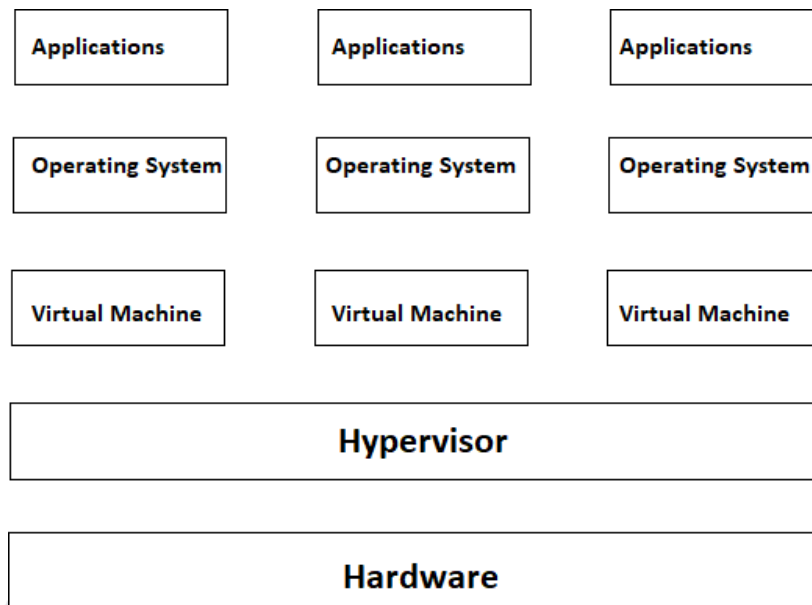 Applications Applications Applications
Operating System Operating System Operating System
Virtual Machine Virtual Machine Virtual Machine
Hypervisor
Hardware